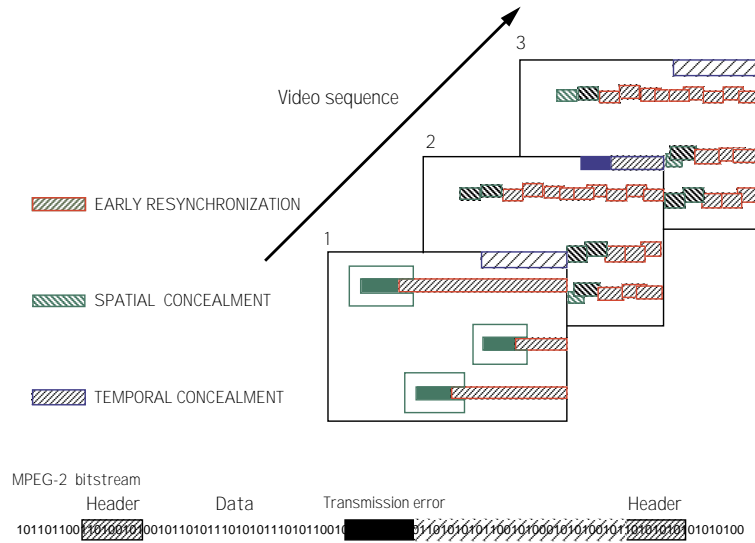 3
Video sequence
2
EARLY RESYNCHRONIZATION
1
SPATIAL CONCEALMENT
TEMPORAL CONCEALMENT
MPEG-2 bitstream
Header Data Transmission error Header